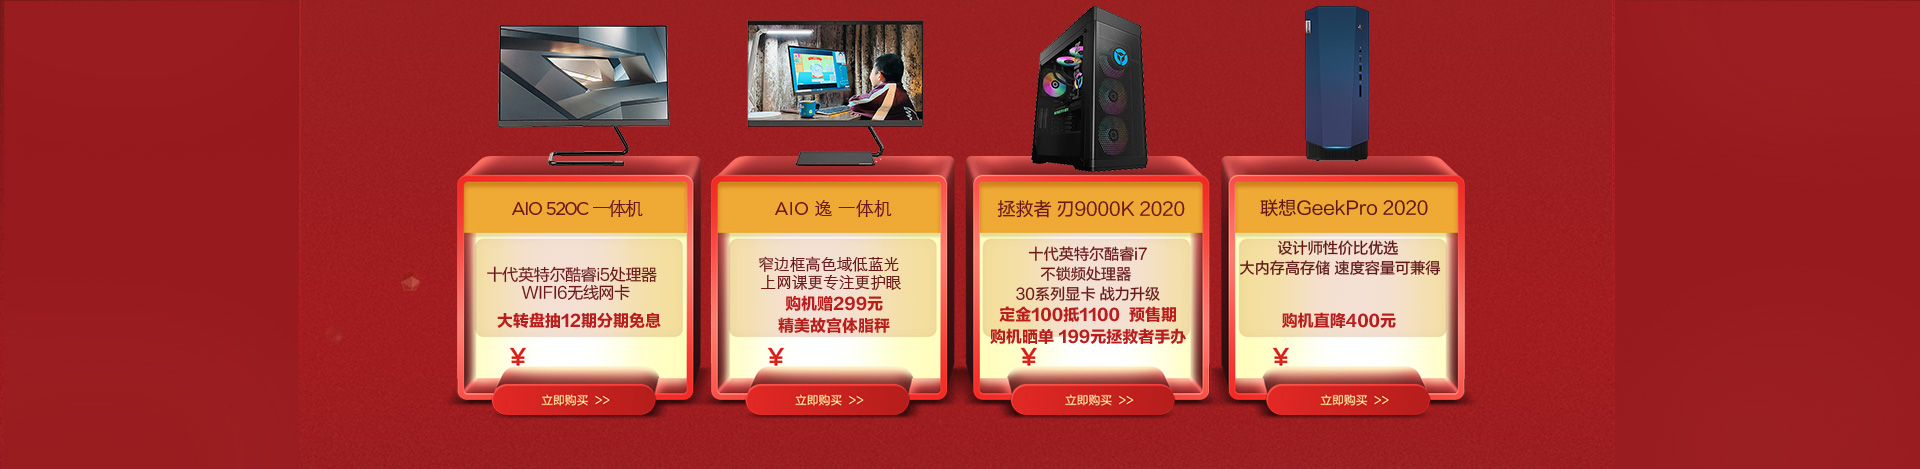 AIO 520C 一体机
十代英特尔酷睿i5处理器
WIFI6无线网卡
大转盘抽12期分期免息
¥
立即购买 >>
AIO 逸 一体机
窄边框高色域低蓝光
上网课更专注更护眼
购机赠299元
精美故宫体脂秤
¥
立即购买 >>
拯救者 刃9000K 2020
十代英特尔酷睿i7
不锁频处理器
30系列显卡 战力升级
定金100抵1100 预售期
购机晒单 199元拯救者手办
¥
立即购买 >>
联想GeekPro 2020
设计师性价比优选
大内存高存储 速度容量可兼得
购机直降400元
¥
立即购买 >>